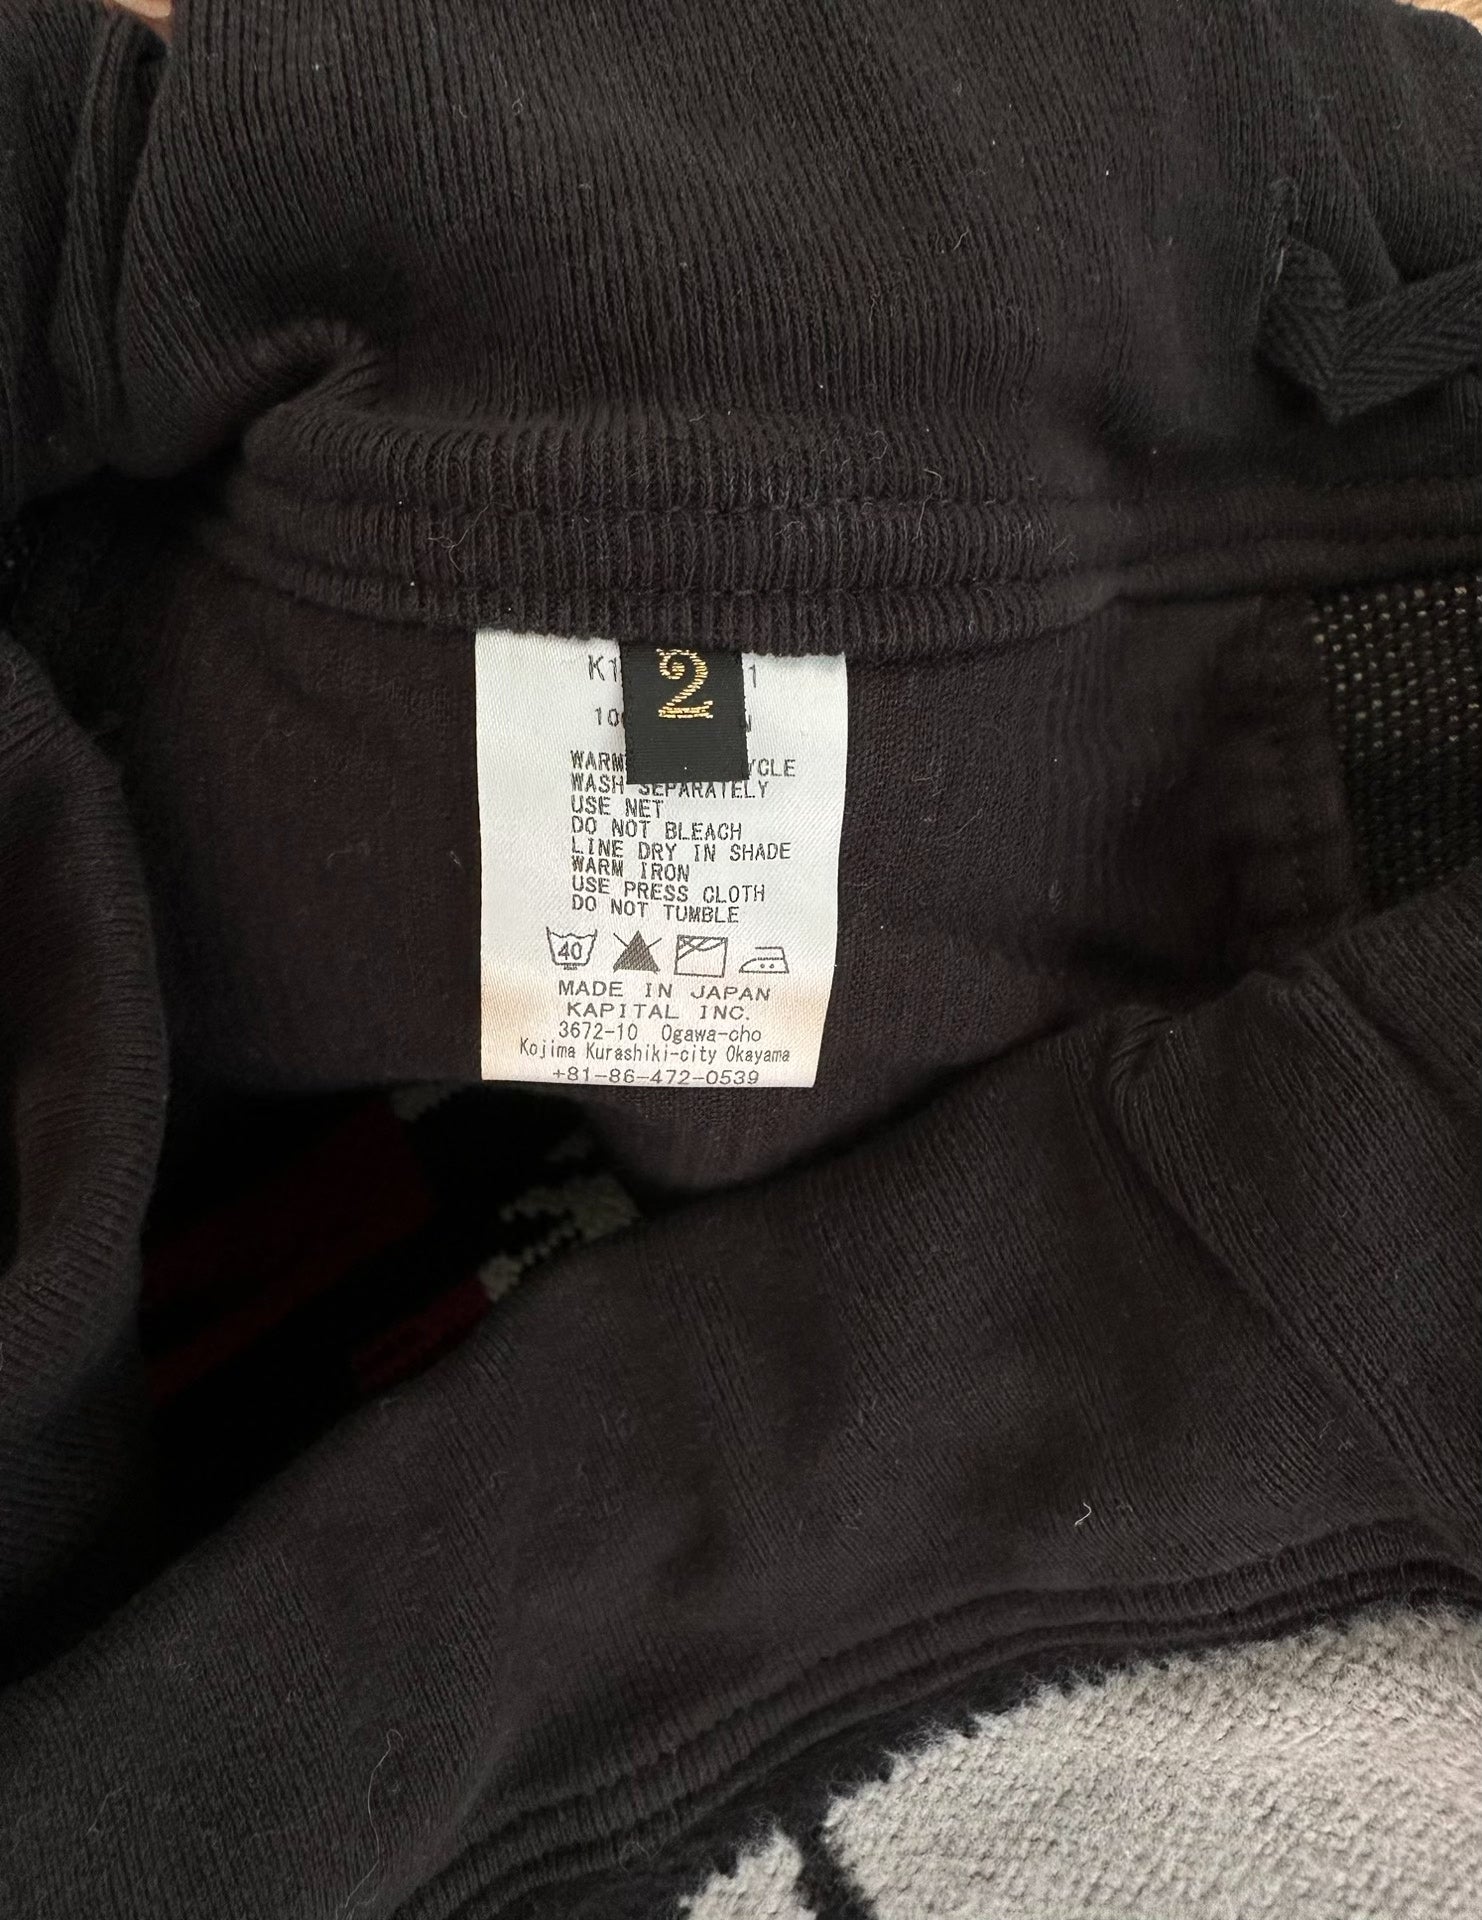 2
WASH SEPARATELY
USE NET
DO NOT BLEACH
LINE DRY IN SHADE
WARM IRON
USE PRESS CLOTH
DO NOT TUMBLE
40
MADE IN JAPAN
KAPITAL INC.
3672-10 Ogawa-cho
Kojima Kurashiki-city Okayama
+81-86-472-0539